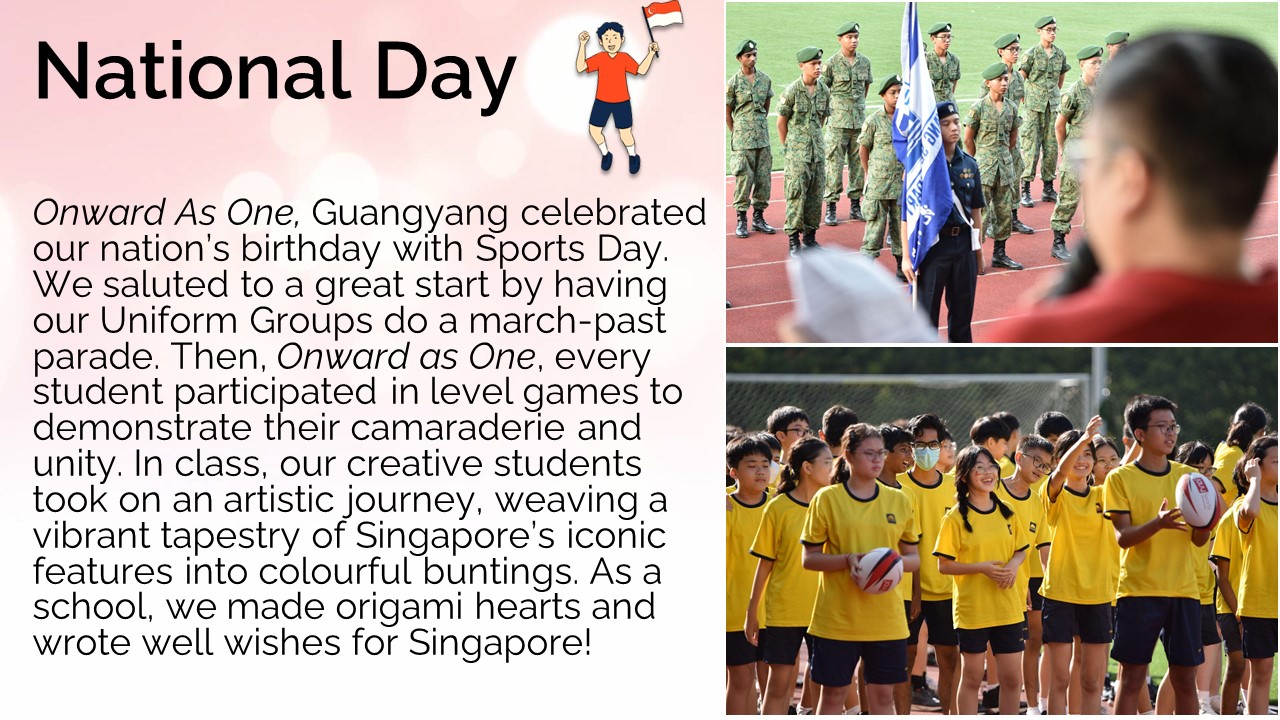 National Day
Onward As One, Guangyang celebrated
our nation’s birthday with Sports Day.
We saluted to a great start by having
our Uniform Groups do a march-past
parade. Then, Onward as One, every
student participated in level games to
demonstrate their camaraderie and
unity. In class, our creative students
took on an artistic journey, weaving a
vibrant tapestry of Singapore’s iconic
features into colourful buntings. As a
school, we made origami hearts and
wrote well wishes for Singapore!